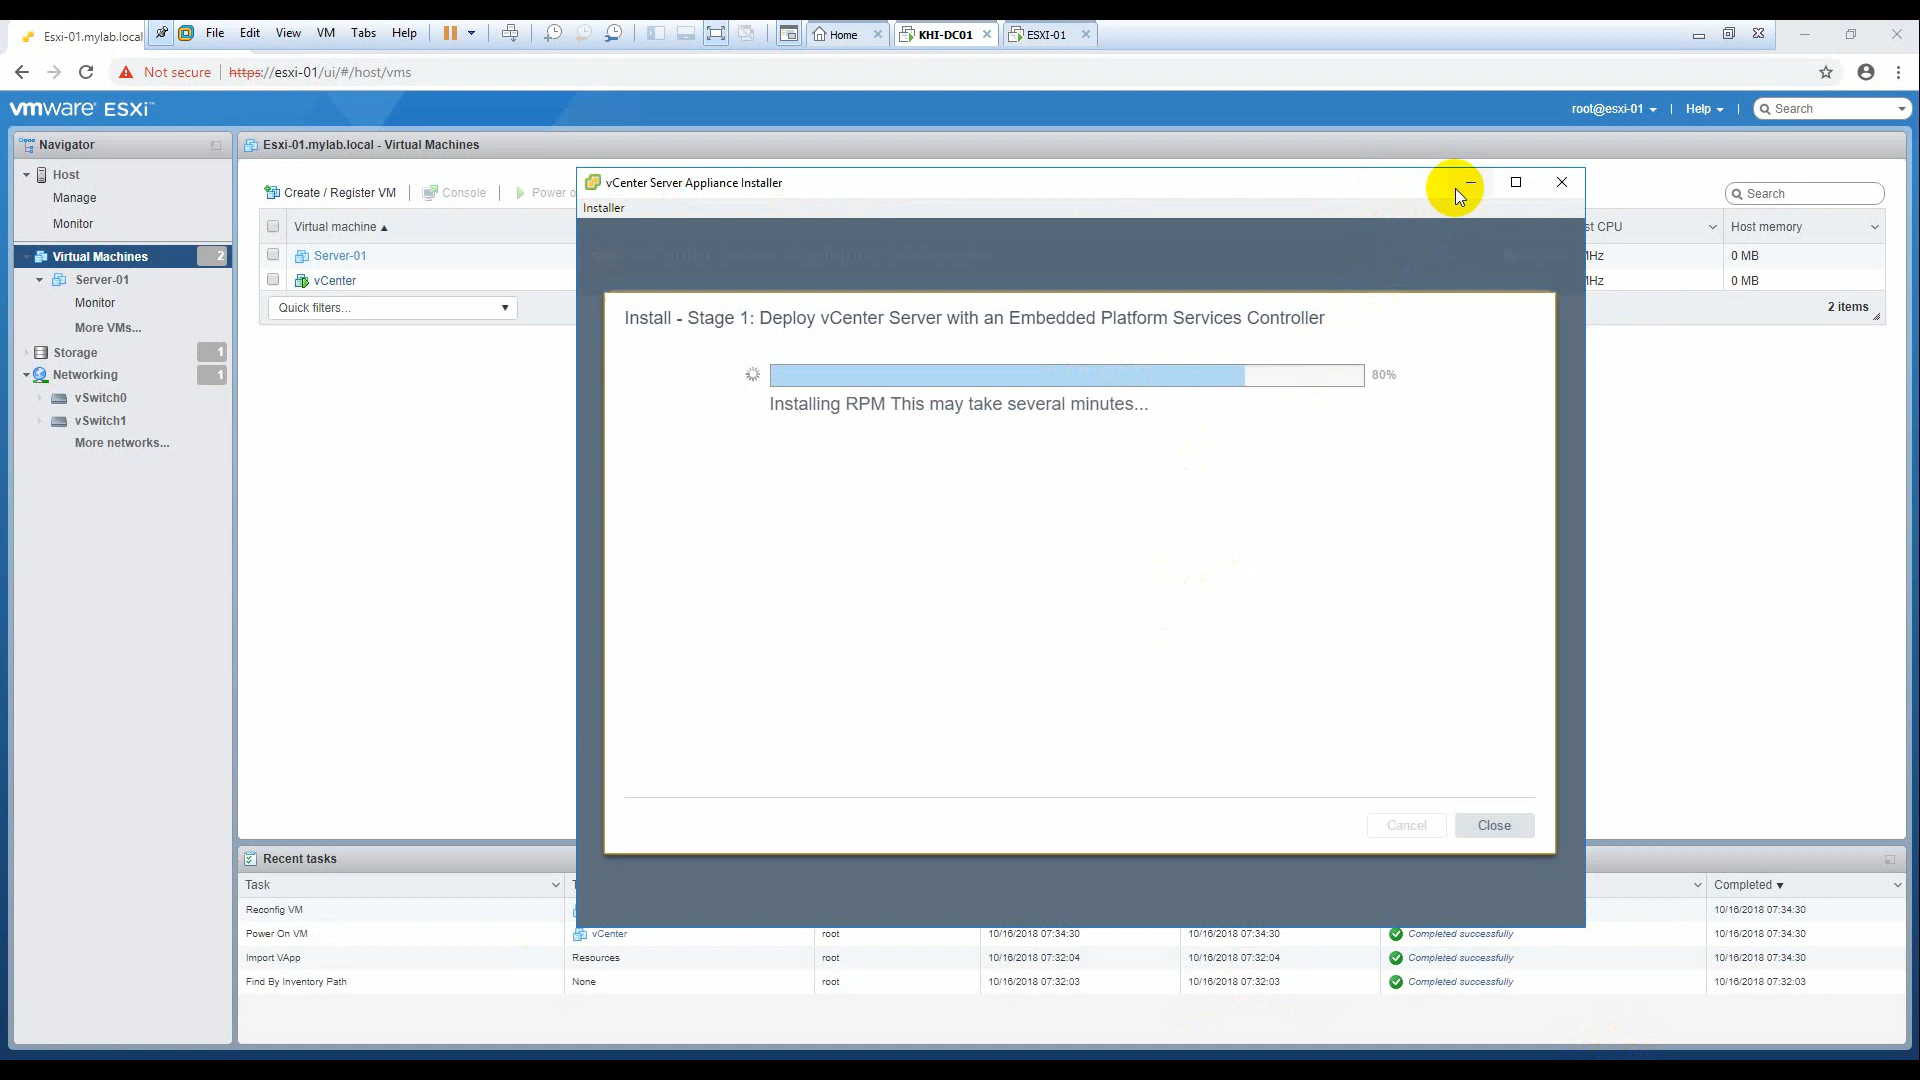 Esxi-01.mylab.local
File Edit View VM Tabs Help
Home
KHI-DC01
ESXI-01
Not secure https://esxi-01/ui/#/host/vms
vmware ESXi
root@esxi-01 | Help | Search
Navigator
Esxi-01.mylab.local - Virtual Machines
Host
Manage
Monitor
Virtual Machines 2
Server-01
Monitor
More VMs...
Storage 1
Networking 1
vSwitch0
vSwitch1
More networks...
Create / Register VM | Console | Power o
Search
Virtual machine
st CPU
Host memory
Server-01
MHz
0 MB
vCenter
MHz
0 MB
Quick filters...
2 items
vCenter Server Appliance Installer
Installer
Install - Stage 1: Deploy vCenter Server with an Embedded Platform Services Controller
80%
Installing RPM This may take several minutes...
Cancel Close
Recent tasks
Task
Completed
Reconfig VM
10/16/2018 07:34:30
Power On VM vCenter root 10/16/2018 07:34:30 10/16/2018 07:34:30 Completed successfully 10/16/2018 07:34:30
Import VApp Resources root 10/16/2018 07:32:04 10/16/2018 07:32:04 Completed successfully 10/16/2018 07:34:30
Find By Inventory Path None root 10/16/2018 07:32:03 10/16/2018 07:32:03 Completed successfully 10/16/2018 07:32:03